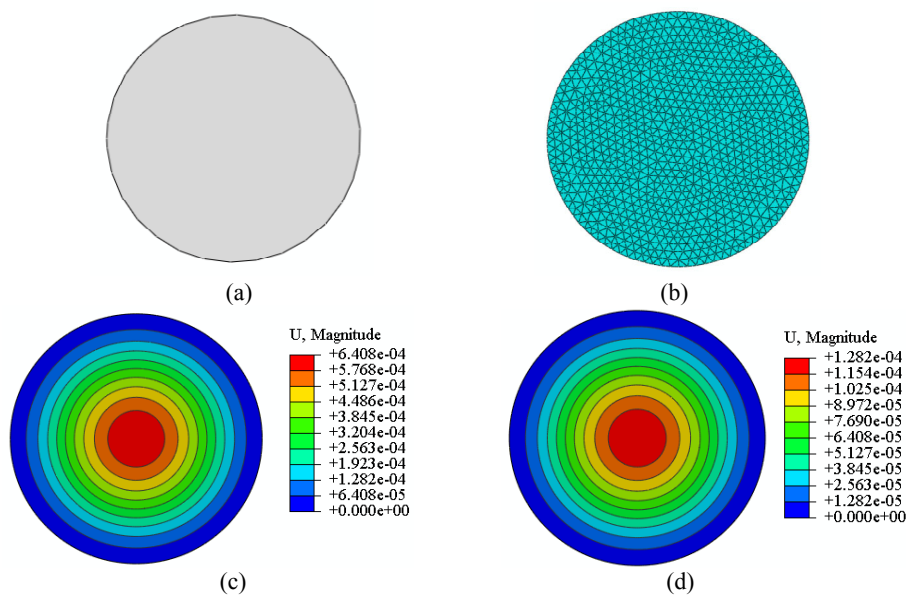 (a)
(b)
U, Magnitude
+6.408e-04
+5.768e-04
+5.127e-04
+4.486e-04
+3.845e-04
+3.204e-04
+2.563e-04
+1.923e-04
+1.282e-04
+6.408e-05
+0.000e+00
(c)
U, Magnitude
+1.282e-04
+1.154e-04
+1.025e-04
+8.972e-05
+7.690e-05
+6.408e-05
+5.127e-05
+3.845e-05
+2.563e-05
+1.282e-05
+0.000e+00
(d)